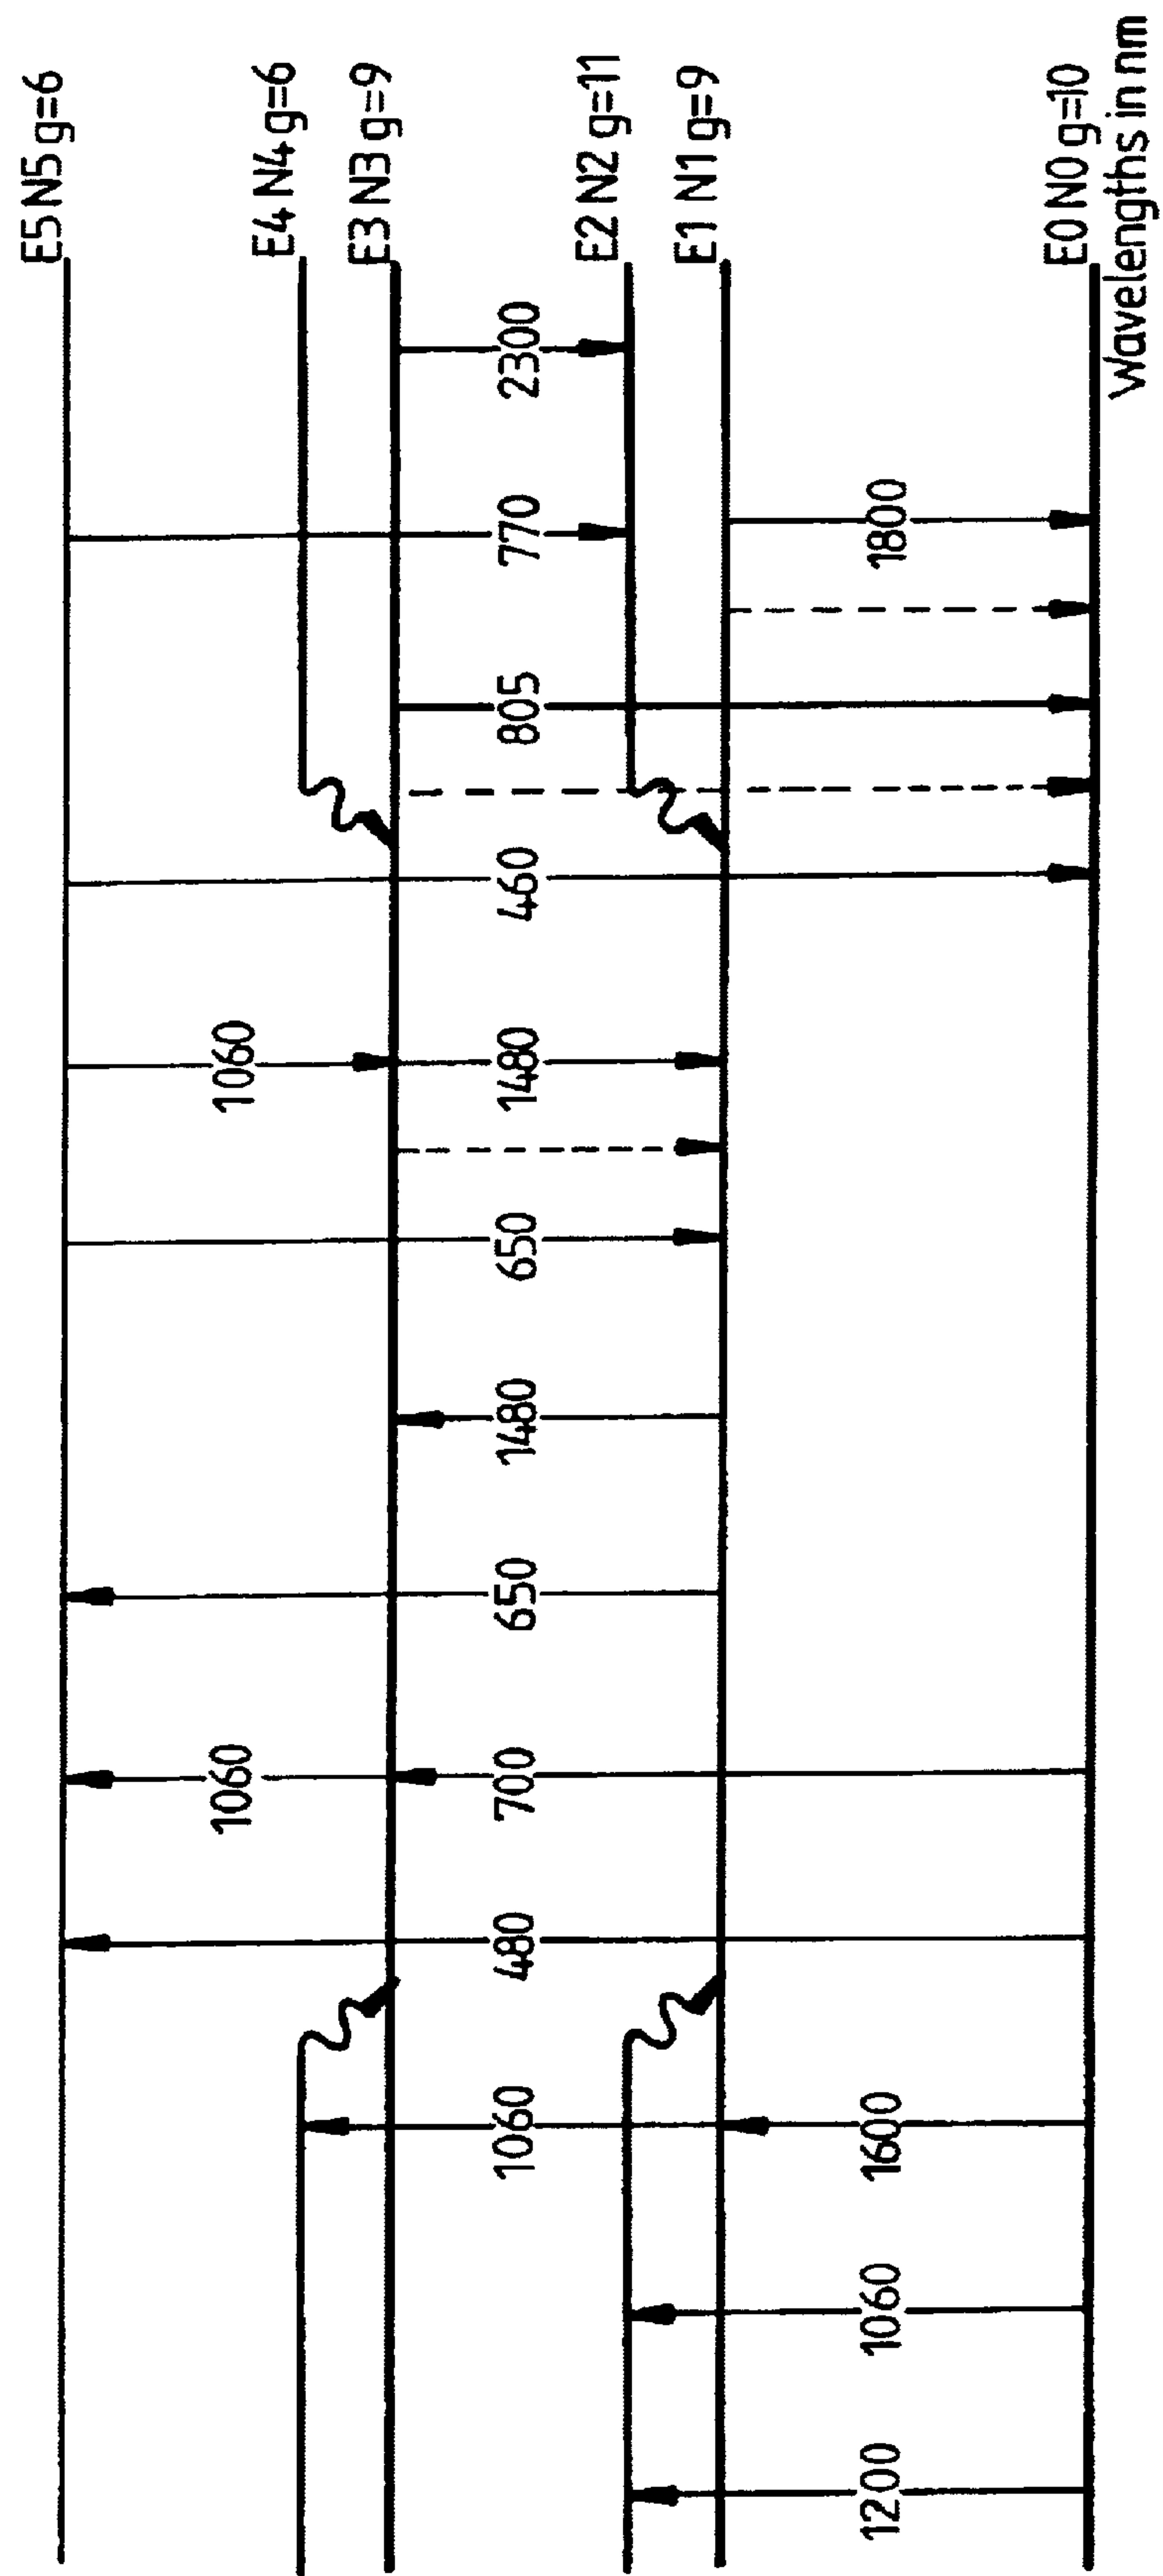 E5 N5 g=6
E4 N4 g=6
E3 N3 g=9
E2 N2 g=11
E1 N1 g=9
E0 N0 g=10
Wavelengths in nm
1200
1060
1600
1060
480
700
1060
650
1480
650
1480
1060
460
805
1800
770
2300